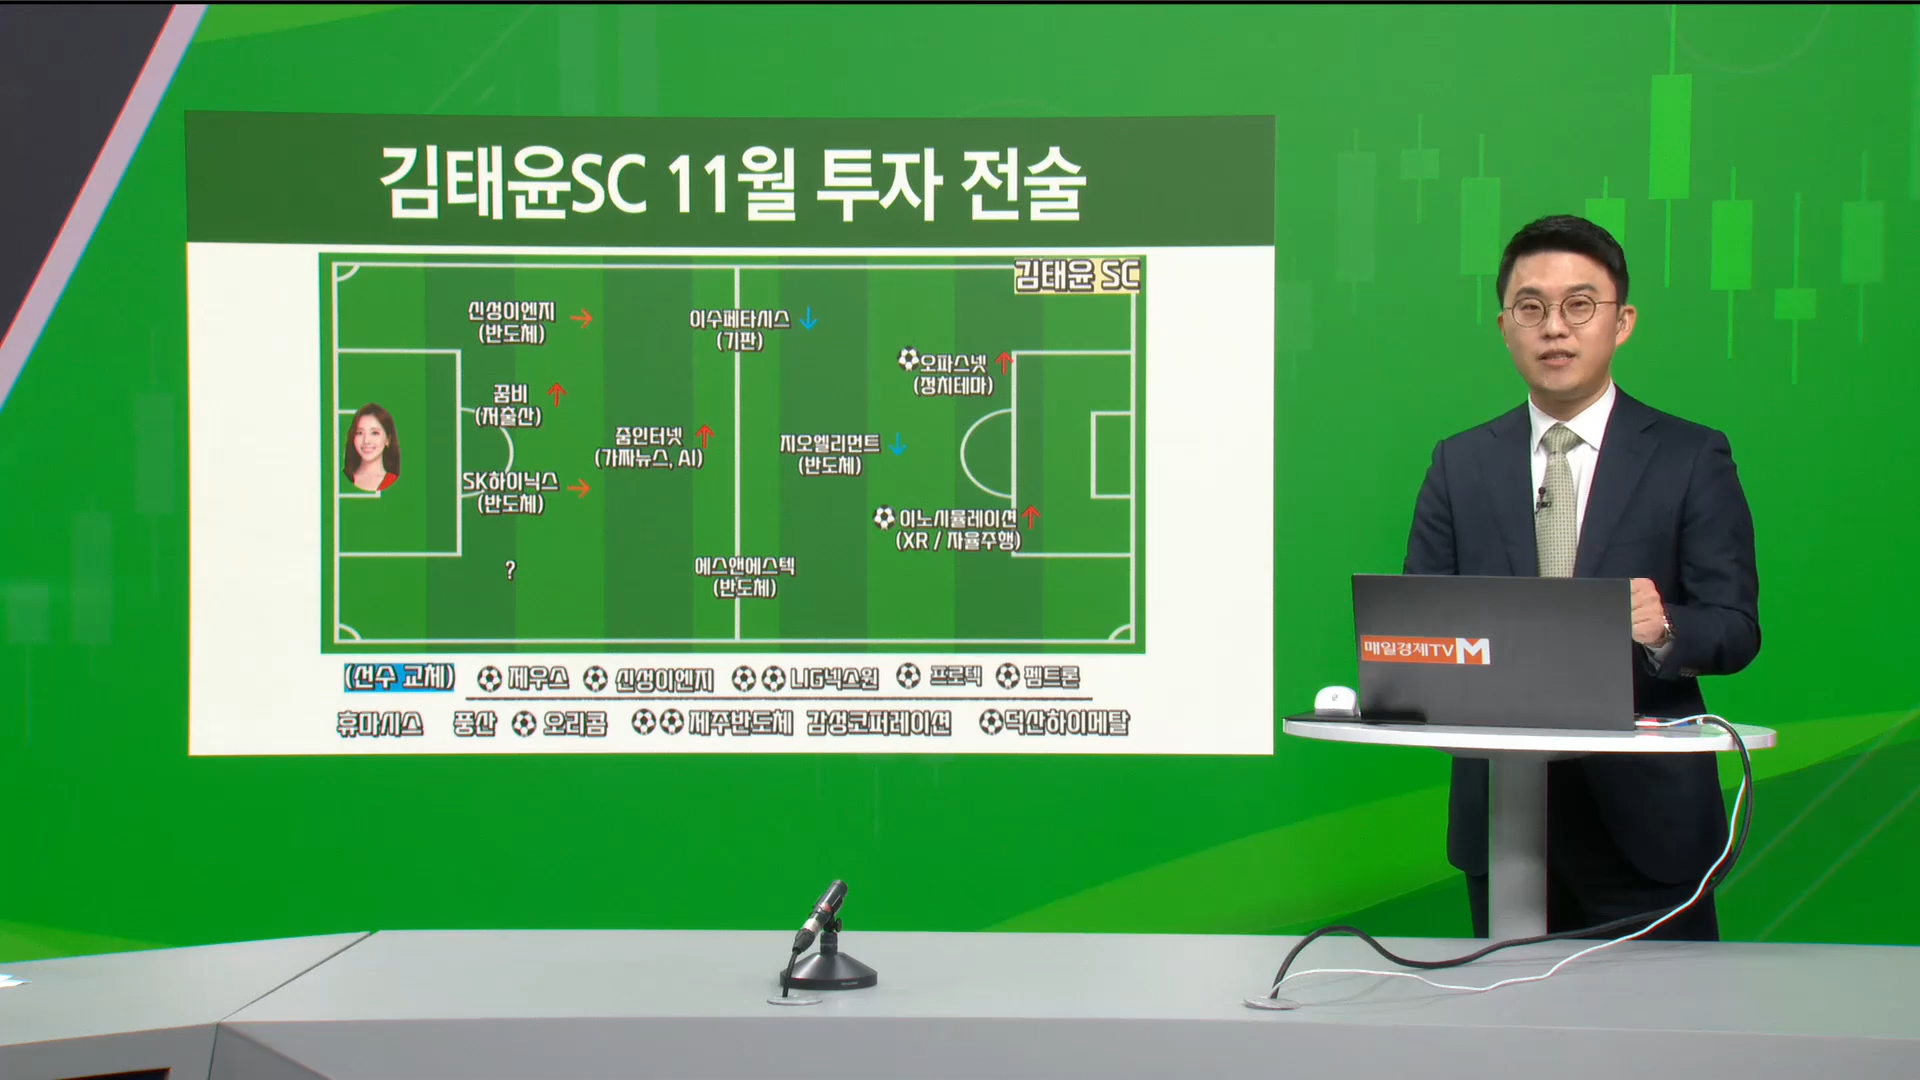 김태윤SC 11월 투자 전술
김태윤 SC
신성이엔지
(반도체)
이수페타시스
(기판)
오파스넷
(정치테마)
꿈비
(저출산)
줌인터넷
(가짜뉴스, AI)
지오엘리먼트
(반도체)
SK하이닉스
(반도체)
이노시뮬레이션
(XR / 자율주행)
?
에스앤에스텍
(반도체)
(선수 교체) 제우스 신성이엔지 LIG넥스원 프로텍 펨트론
휴마시스 풍산 오리콤 제주반도체 감성코퍼레이션 덕산하이메탈
매일경제TV M